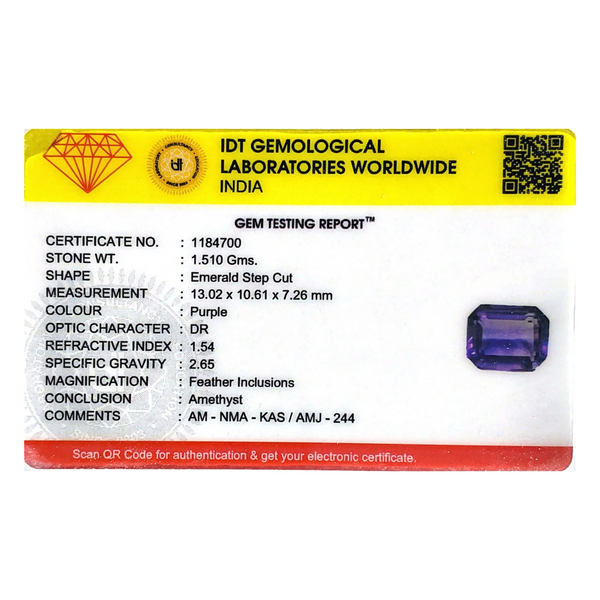 IDT GEMOLOGICAL
LABORATORIES WORLDWIDE
INDIA
GEM TESTING REPORT™
CERTIFICATE NO. : 1184700
STONE WT. : 1.510 Gms.
SHAPE : Emerald Step Cut
MEASUREMENT : 13.02 x 10.61 x 7.26 mm
COLOUR : Purple
OPTIC CHARACTER : DR
REFRACTIVE INDEX : 1.54
SPECIFIC GRAVITY : 2.65
MAGNIFICATION : Feather Inclusions
CONCLUSION : Amethyst
COMMENTS : AM - NMA - KAS / AMJ - 244
Scan QR Code for authentication & get your electronic certificate.